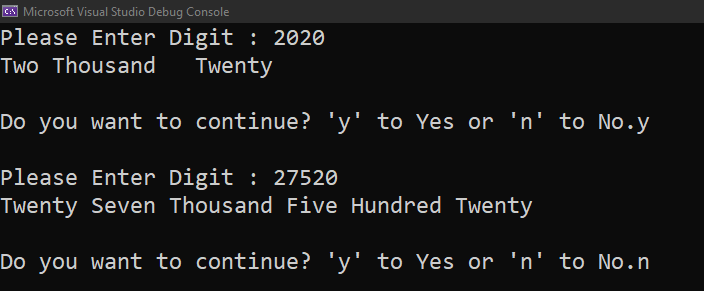 Microsoft Visual Studio Debug Console
Please Enter Digit : 2020
Two Thousand   Twenty
Do you want to continue? 'y' to Yes or 'n' to No.y
Please Enter Digit : 27520
Twenty Seven Thousand Five Hundred Twenty
Do you want to continue? 'y' to Yes or 'n' to No.n